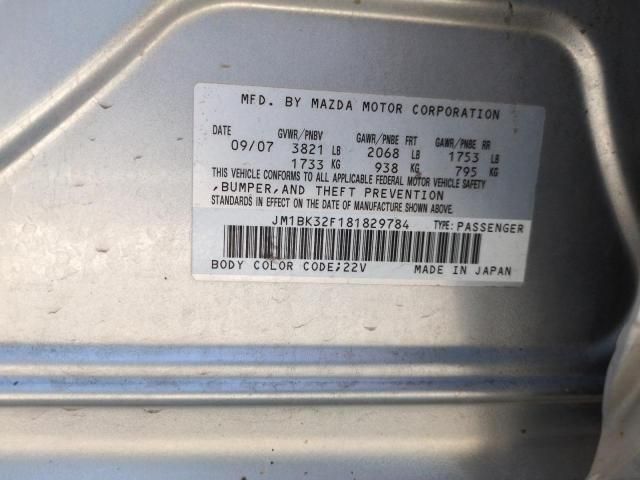 MFD. BY MAZDA MOTOR CORPORATION
DATE GVWR/PNBV GAWR/PNBE FRT GAWR/PNBE RR
09/07 3821 LB 2068 LB 1753 LB
1733 KG 938 KG 795 KG
THIS VEHICLE CONFORMS TO ALL APPLICABLE FEDERAL MOTOR VEHICLE SAFETY
,BUMPER,AND THEFT PREVENTION
STANDARDS IN EFFECT ON THE DATE OF MANUFACTURE SHOWN ABOVE.
JM1BK32F181829784 TYPE:PASSENGER
BODY COLOR CODE;22V MADE IN JAPAN